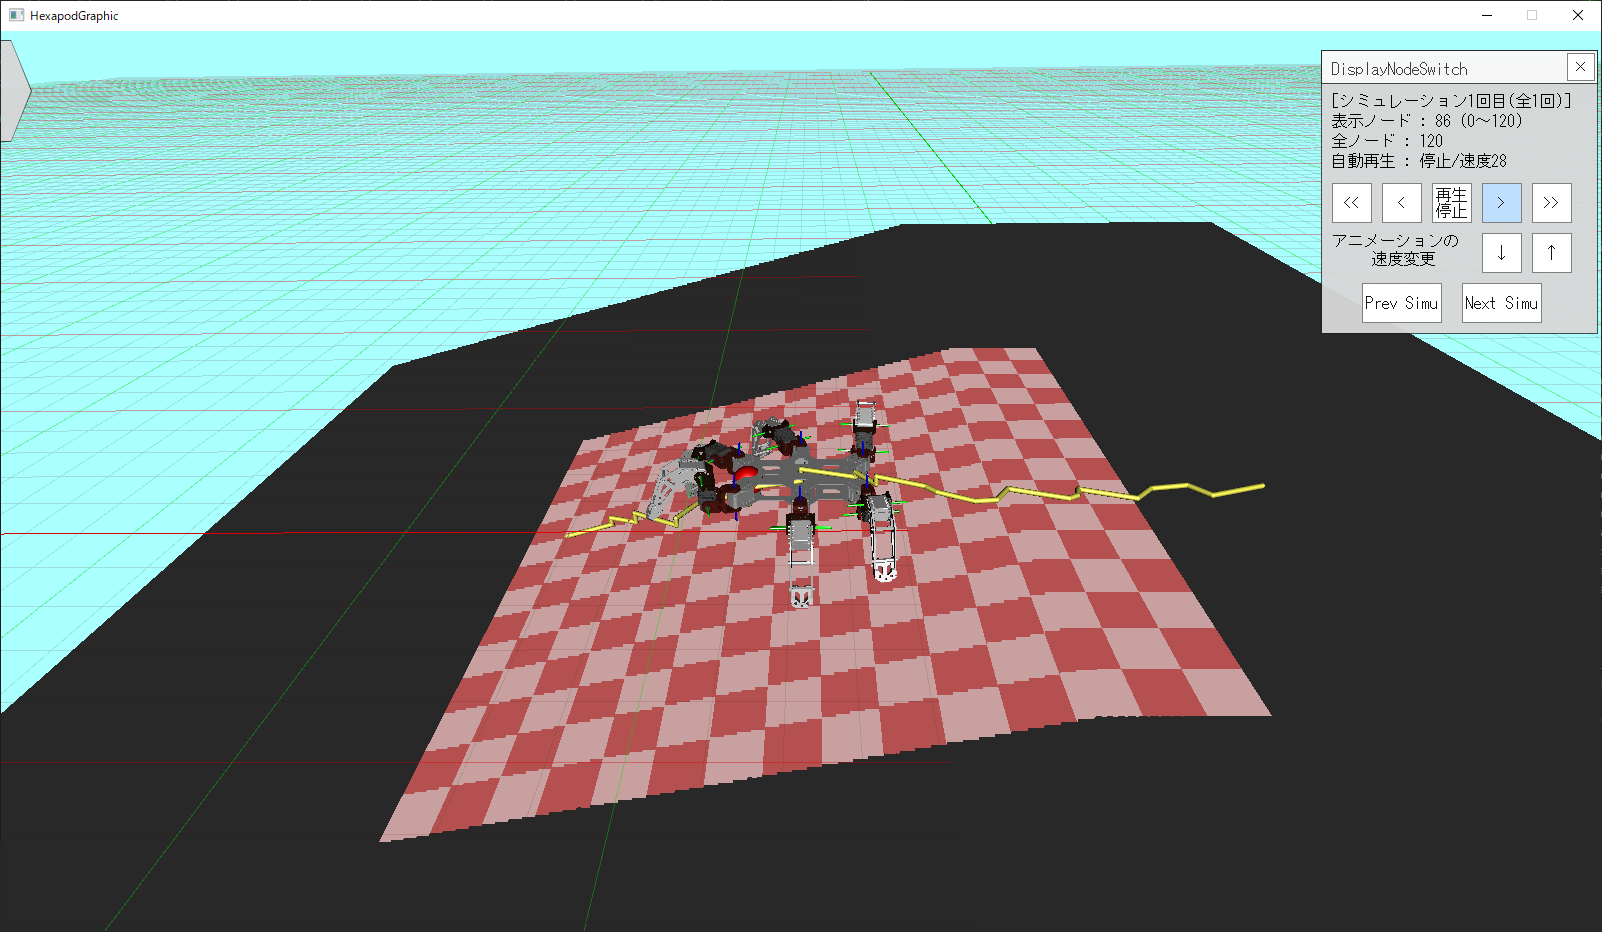 HexapodGraphic
DisplayNodeSwitch
[シミュレーション1回目(全1回)]
表示ノード : 86 (0～120)
全ノード : 120
自動再生 : 停止/速度28
<<
<
再生
停止
>
>>
アニメーションの
速度変更
↓
↑
Prev Simu
Next Simu